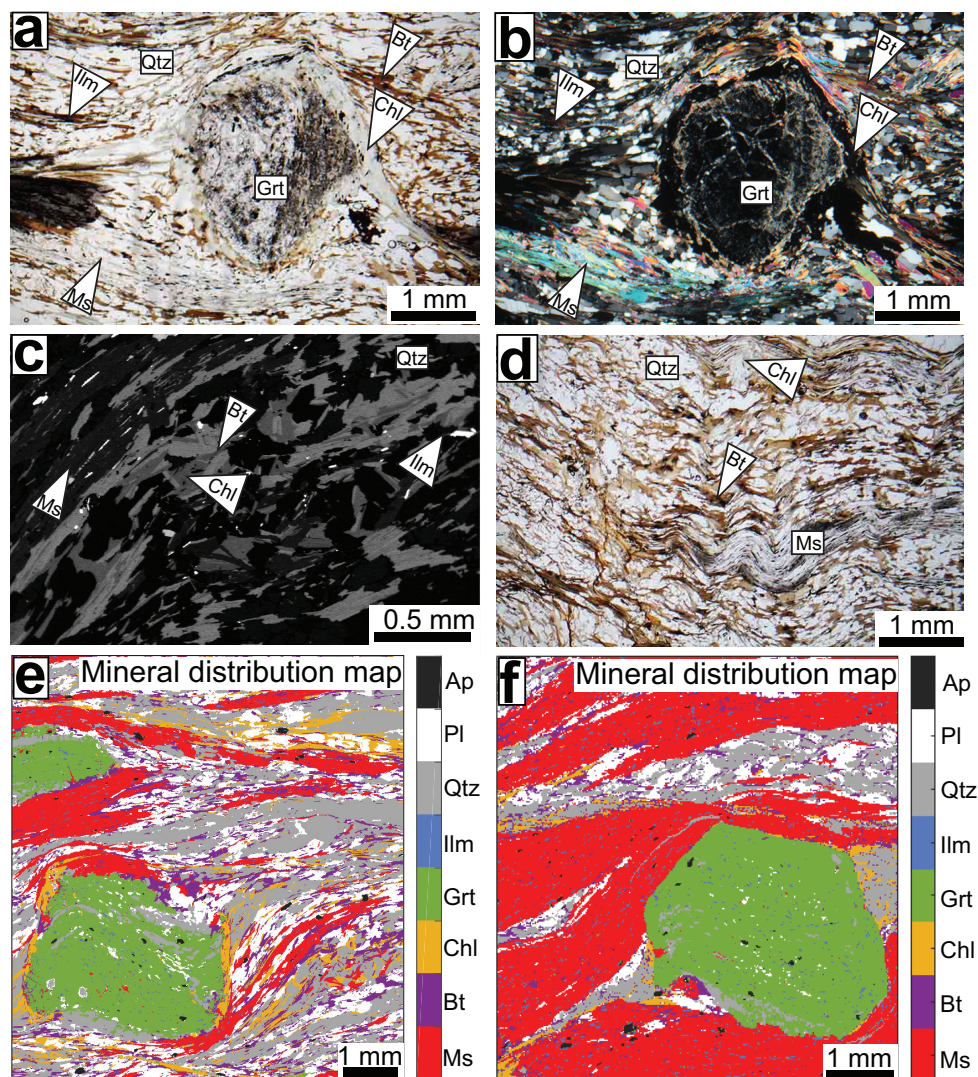 a
Qtz
Bt
Ilm
Chl
Grt
Ms
1 mm
b
Qtz
Bt
Ilm
Chl
Grt
Ms
1 mm
c
Qtz
Bt
Ilm
Chl
Ms
0.5 mm
d
Qtz
Chl
Bt
Ms
1 mm
e
Mineral distribution map
Ap
Pl
Qtz
Ilm
Grt
Chl
Bt
Ms
1 mm
f
Mineral distribution map
Ap
Pl
Qtz
Ilm
Grt
Chl
Bt
Ms
1 mm